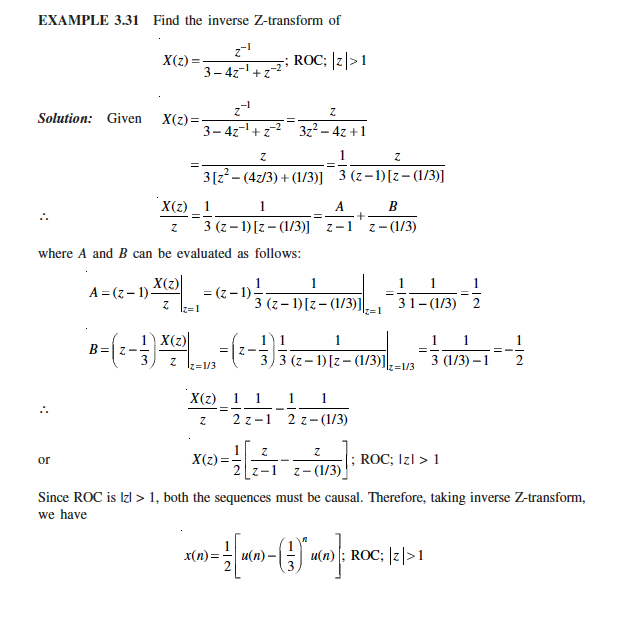 EXAMPLE 3.31 Find the inverse Z-transform of
X(z) = z⁻¹ / (3 – 4z⁻¹ + z⁻²); ROC; |z| > 1
Solution: Given X(z) = z⁻¹ / (3 – 4z⁻¹ + z⁻²) = z / (3z² – 4z + 1)
= z / (3[z² – (4z/3) + (1/3)]) = (1/3) z / ((z – 1)[z – (1/3)])
∴ X(z)/z = (1/3) 1 / ((z – 1)[z – (1/3)]) = A / (z – 1) + B / (z – (1/3))
where A and B can be evaluated as follows:
A = (z – 1) X(z)/z |z=1 = (z – 1) (1/3) 1 / ((z – 1)[z – (1/3)]) |z=1 = (1/3) 1 / (1 – (1/3)) = 1/2
B = (z – 1/3) X(z)/z |z=1/3 = (z – 1/3) (1/3) 1 / ((z – 1)[z – (1/3)]) |z=1/3 = (1/3) 1 / ((1/3) – 1) = –1/2
∴ X(z)/z = (1/2) 1 / (z – 1) – (1/2) 1 / (z – (1/3))
or X(z) = (1/2) [z / (z – 1) – z / (z – (1/3))]; ROC; |z| > 1
Since ROC is |z| > 1, both the sequences must be causal. Therefore, taking inverse Z-transform,
we have
x(n) = (1/2) [u(n) – (1/3)ⁿ u(n)]; ROC; |z| > 1